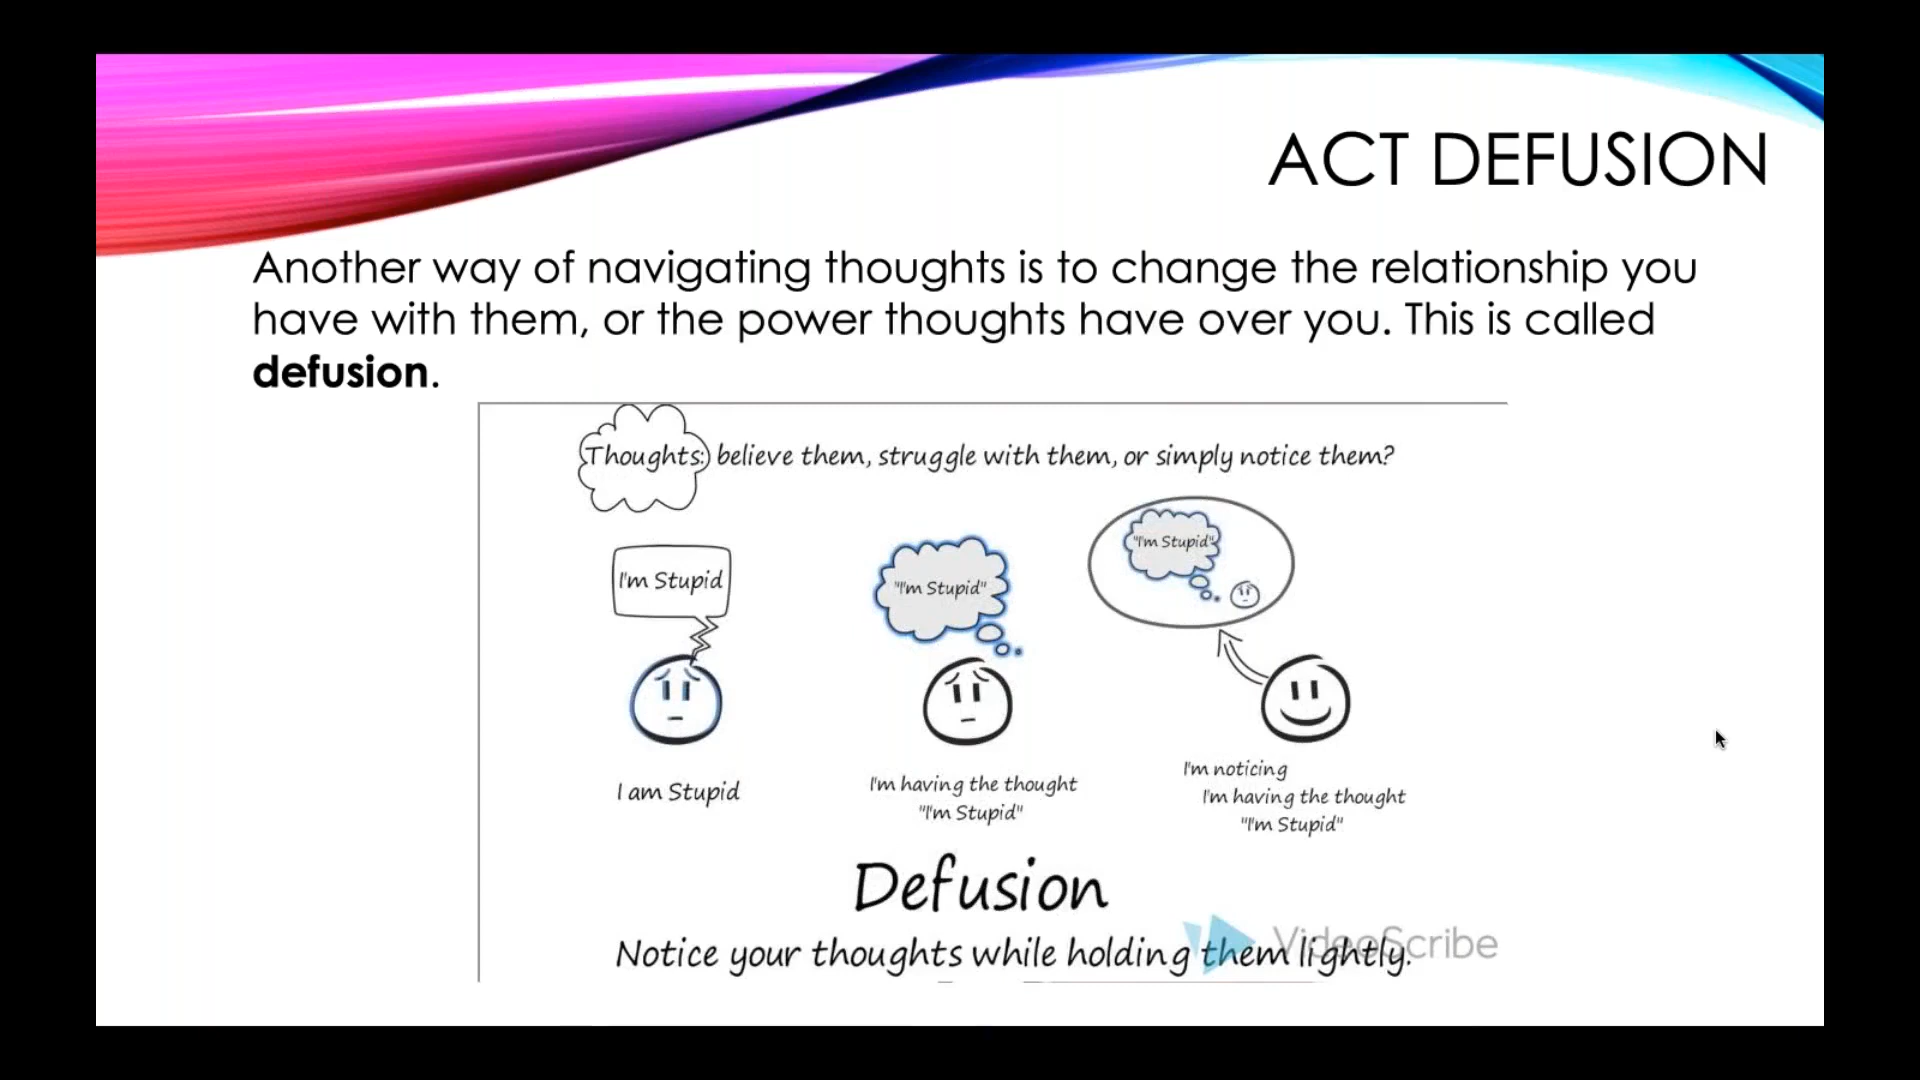 ACT DEFUSION
Another way of navigating thoughts is to change the relationship you
have with them, or the power thoughts have over you. This is called
defusion.
Thoughts: believe them, struggle with them, or simply notice them?
I'm Stupid
"I'm Stupid"
"I'm Stupid"
I am Stupid
I'm having the thought
"I'm Stupid"
I'm noticing
I'm having the thought
"I'm Stupid"
Defusion
Notice your thoughts while holding them lightly.
VideoScribe